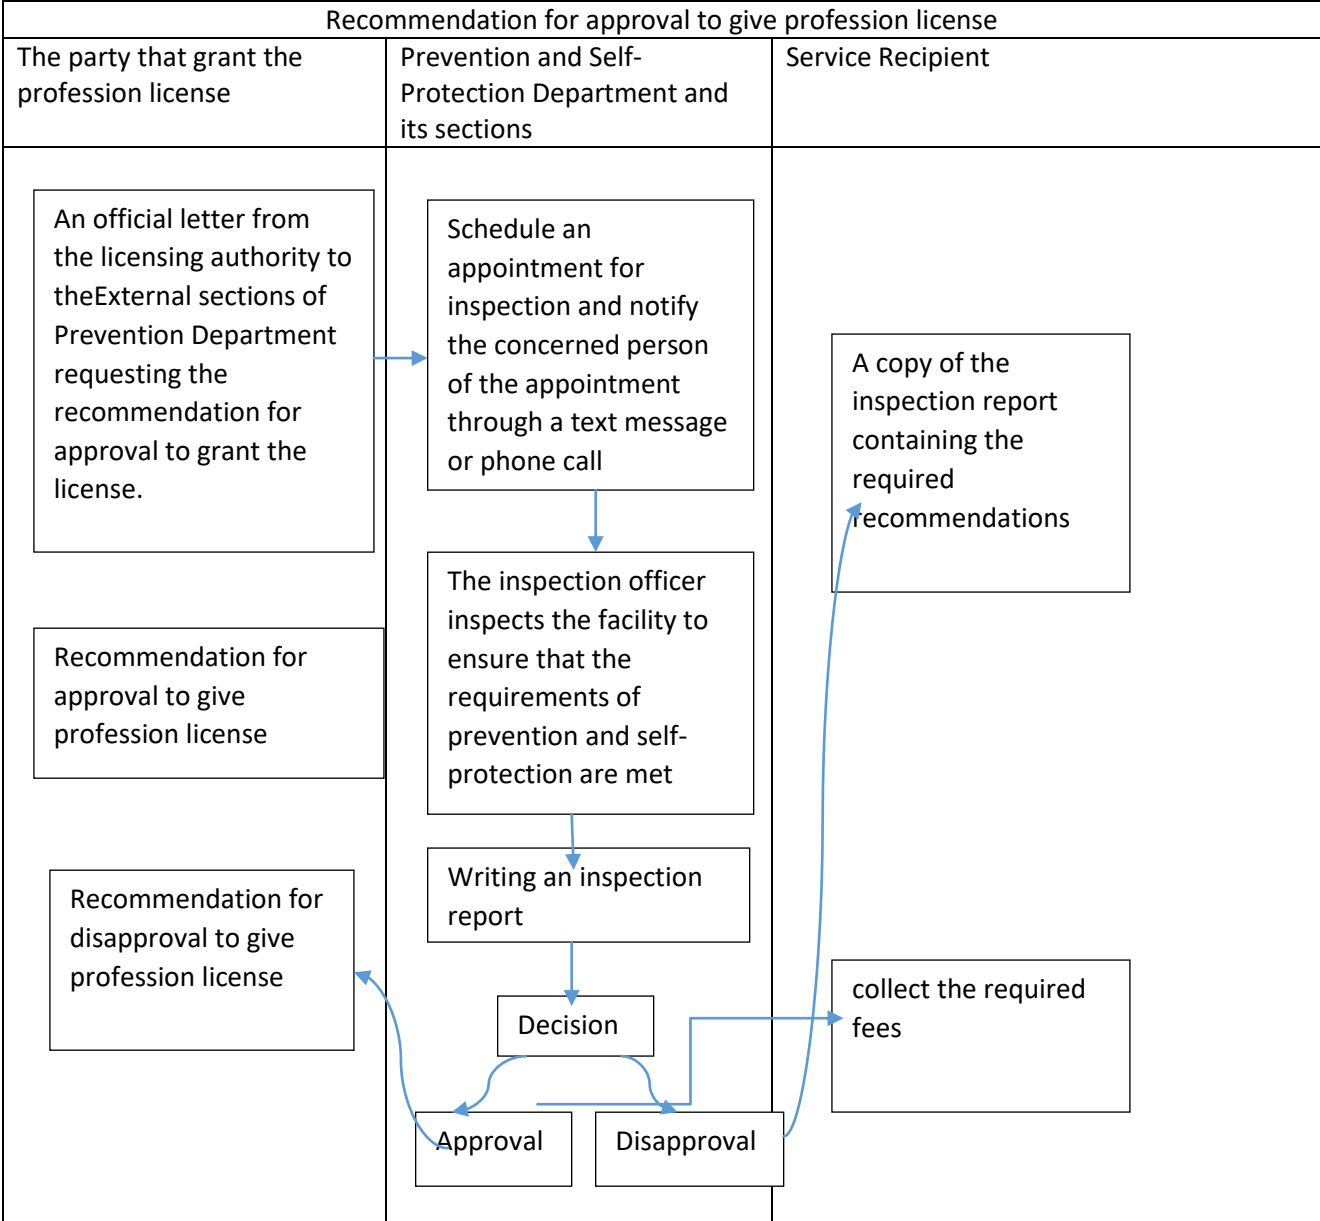 Recommendation for approval to give profession license
The party that grant the
profession license
Prevention and Self-
Protection Department and
its sections
Service Recipient
An official letter from
the licensing authority to
theExternal sections of
Prevention Department
requesting the
recommendation for
approval to grant the
license.
Recommendation for
approval to give
profession license
Recommendation for
disapproval to give
profession license
Schedule an
appointment for
inspection and notify
the concerned person
of the appointment
through a text message
or phone call
The inspection officer
inspects the facility to
ensure that the
requirements of
prevention and self-
protection are met
Writing an inspection
report
Decision
Approval
Disapproval
A copy of the
inspection report
containing the
required
recommendations
collect the required
fees